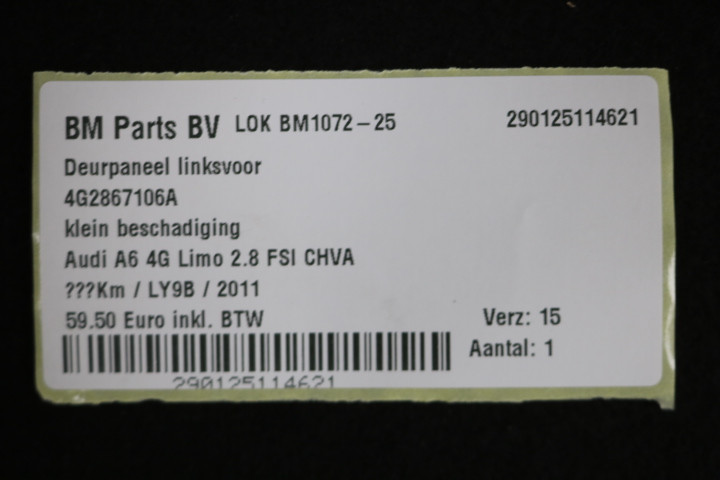 BM Parts BV LOK BM1072-25 290125114621
Deurpaneel linksvoor
4G2867106A
klein beschadiging
Audi A6 4G Limo 2.8 FSI CHVA
???Km / LY9B / 2011
59.50 Euro inkl. BTW Verz: 15
Aantal: 1
290125114621